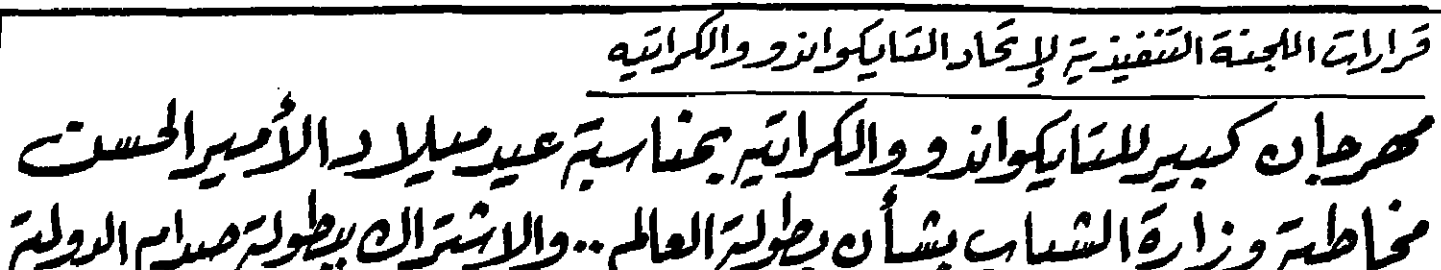 قرارات اللجنة التنفيذية لإتحاد التايكواندو والكراتيه
مهرجان كبير للتايكواندو والكراتيه بمناسبة عيد ميلاد الأمير الحسن
مخاطبة وزارة الشباب بشأن بطولة العالم .. والاشتراك ببطولة صدام الدولية